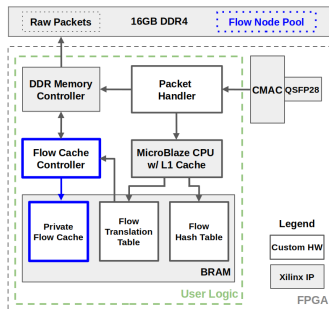 Raw Packets
16GB DDR4
Flow Node Pool
DDR Memory
Controller
Packet
Handler
CMAC
QSFP28
Flow Cache
Controller
MicroBlaze CPU
w/ L1 Cache
Private
Flow Cache
Flow
Translation
Table
Flow
Hash Table
BRAM
User Logic
Legend
Custom HW
Xilinx IP
FPGA